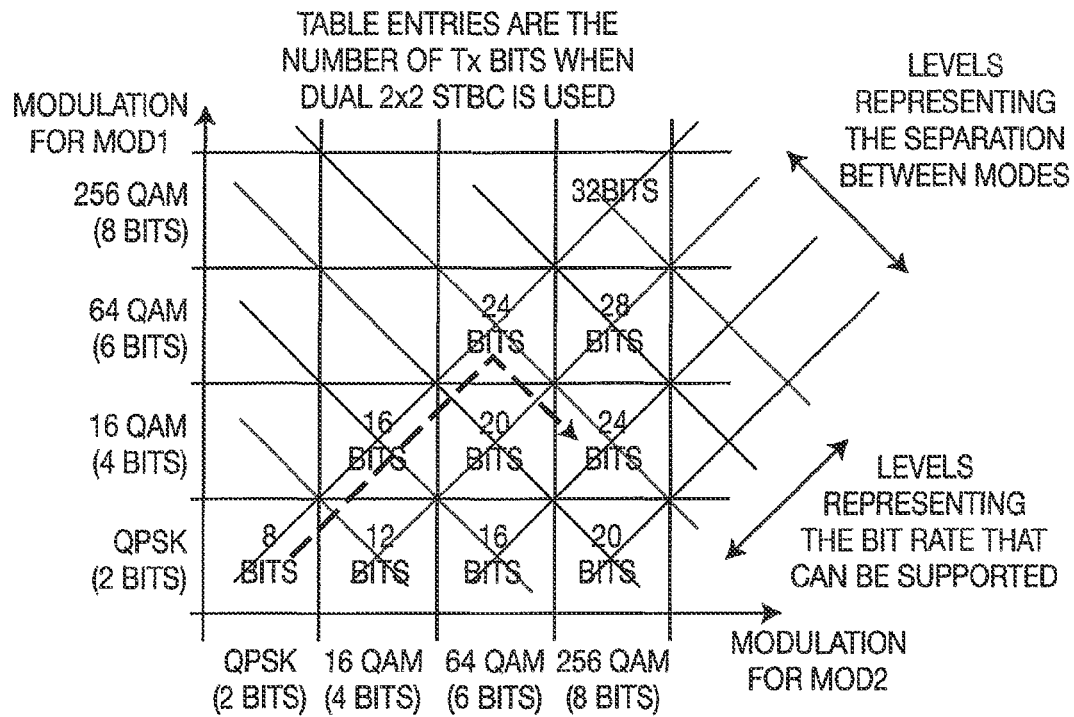 TABLE ENTRIES ARE THE
NUMBER OF Tx BITS WHEN
DUAL 2x2 STBC IS USED
LEVELS
REPRESENTING
THE SEPARATION
BETWEEN MODES
MODULATION
FOR MOD1
256 QAM
(8 BITS)
32BITS
64 QAM
(6 BITS)
24
BITS
28
BITS
16 QAM
(4 BITS)
16
BITS
20
BITS
24
BITS
LEVELS
REPRESENTING
THE BIT RATE THAT
CAN BE SUPPORTED
QPSK
(2 BITS)
8
BITS
12
BITS
16
BITS
20
BITS
QPSK
(2 BITS)
16 QAM
(4 BITS)
64 QAM
(6 BITS)
256 QAM
(8 BITS)
MODULATION
FOR MOD2